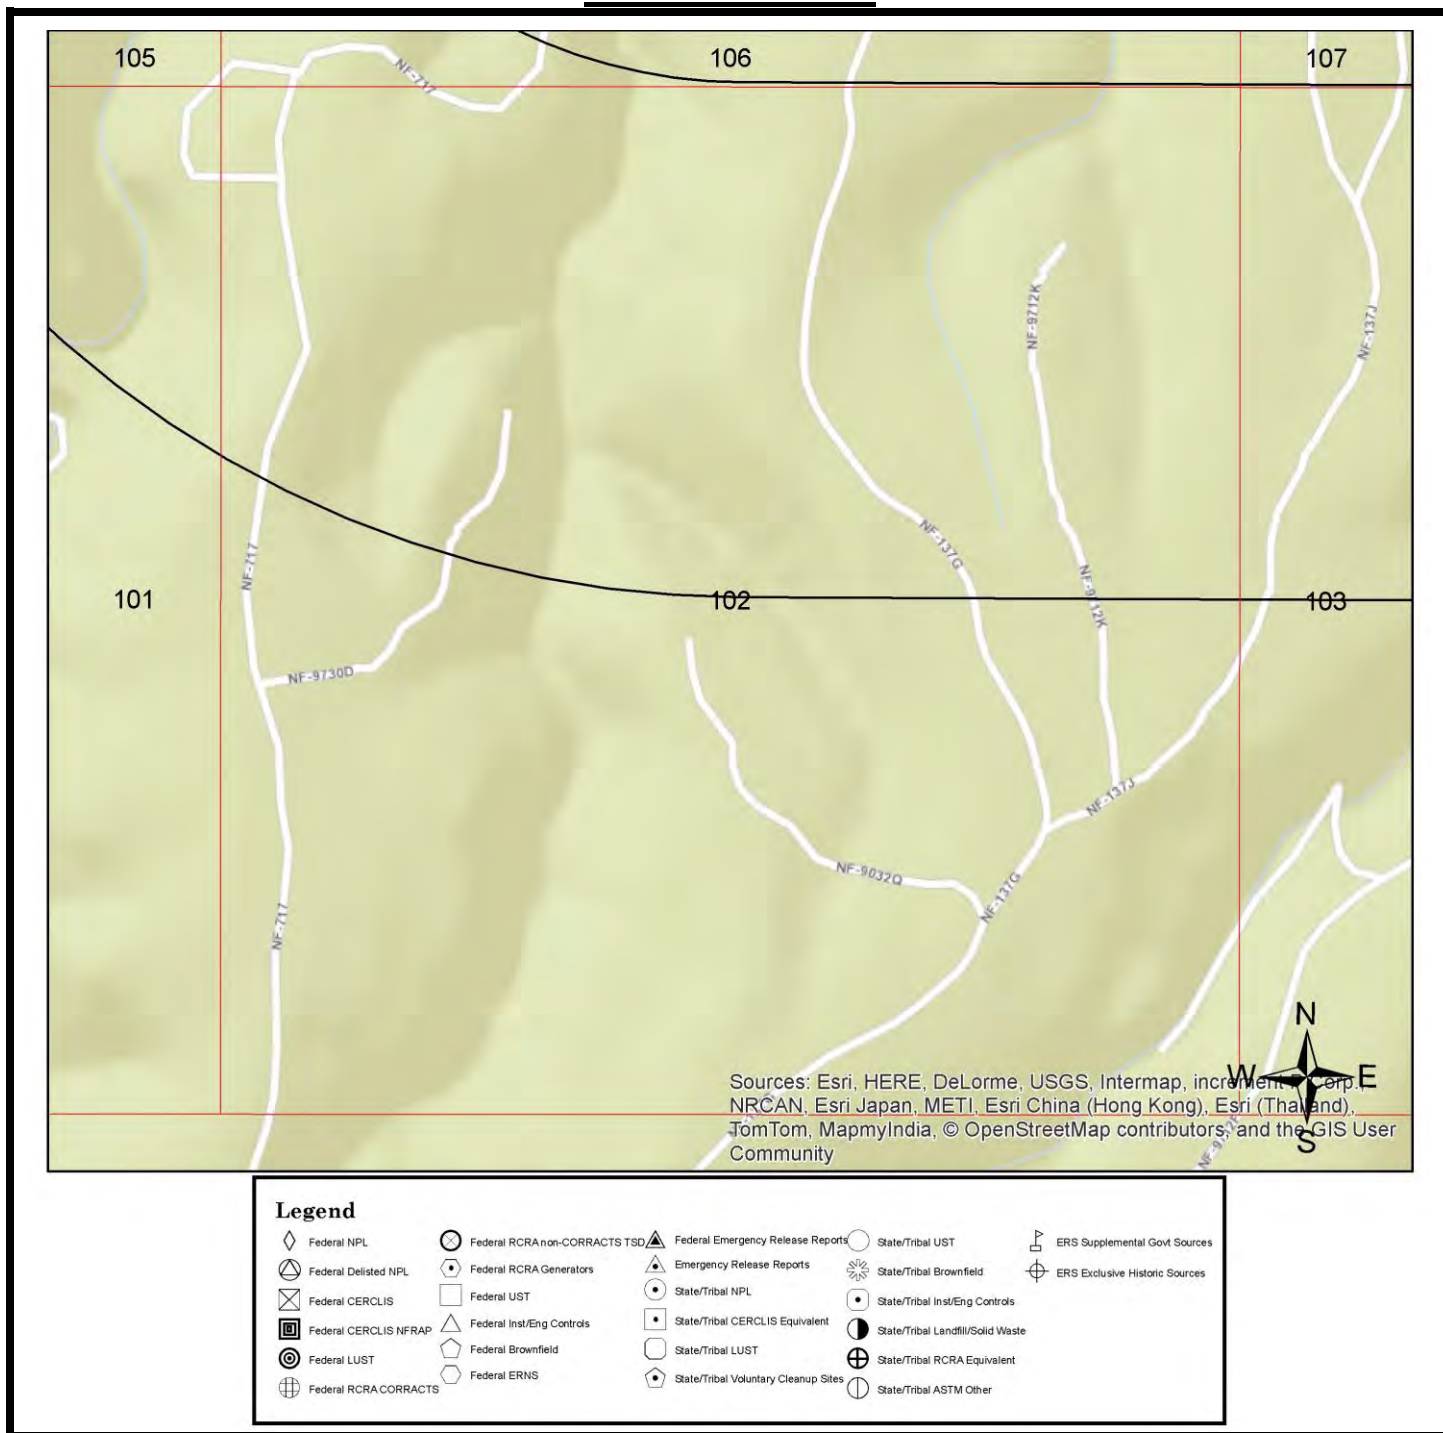 105
106
107
NF-717
NF-9712K
NF-137J
NF-137G
NF-717
NF-9712K
101
102
103
NF-9730D
NF-137J
NF-9032Q
NF-137G
NF-717
N
W E
S
Sources: Esri, HERE, DeLorme, USGS, Intermap, increment P Corp.,
NRCAN, Esri Japan, METI, Esri China (Hong Kong), Esri (Thailand),
TomTom, MapmyIndia, © OpenStreetMap contributors, and the GIS User
Community
Legend
Federal NPL
Federal Delisted NPL
Federal CERCLIS
Federal CERCLIS NFRAP
Federal LUST
Federal RCRA CORRACTS
Federal RCRA non-CORRACTS TSD
Federal RCRA Generators
Federal UST
Federal Inst/Eng Controls
Federal Brownfield
Federal ERNS
Federal Emergency Release Reports
Emergency Release Reports
State/Tribal NPL
State/Tribal CERCLIS Equivalent
State/Tribal LUST
State/Tribal Voluntary Cleanup Sites
State/Tribal UST
State/Tribal Brownfield
State/Tribal Inst/Eng Controls
State/Tribal Landfill/Solid Waste
State/Tribal RCRA Equivalent
State/Tribal ASTM Other
ERS Supplemental Govt Sources
ERS Exclusive Historic Sources